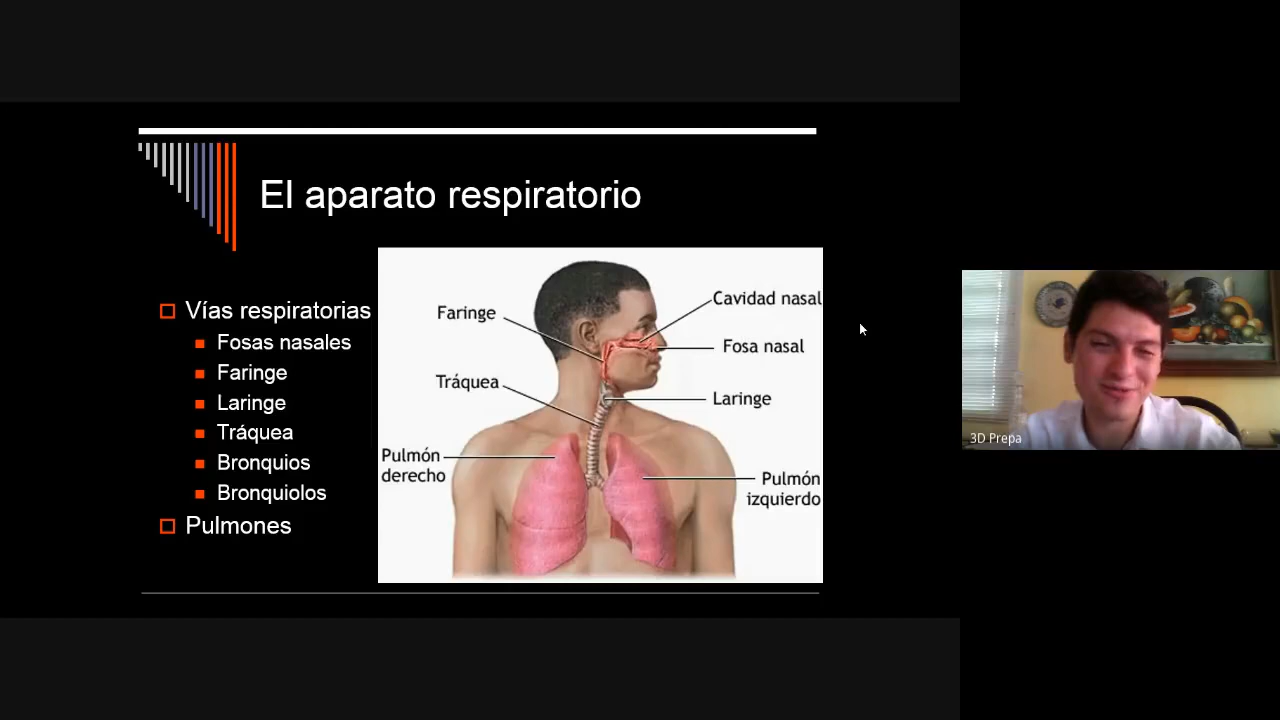 El aparato respiratorio
Vías respiratorias
Fosas nasales
Faringe
Laringe
Tráquea
Bronquios
Bronquiolos
Pulmones
Faringe
Cavidad nasal
Fosa nasal
Tráquea
Laringe
Pulmón
derecho
Pulmón
izquierdo
3D Prepa